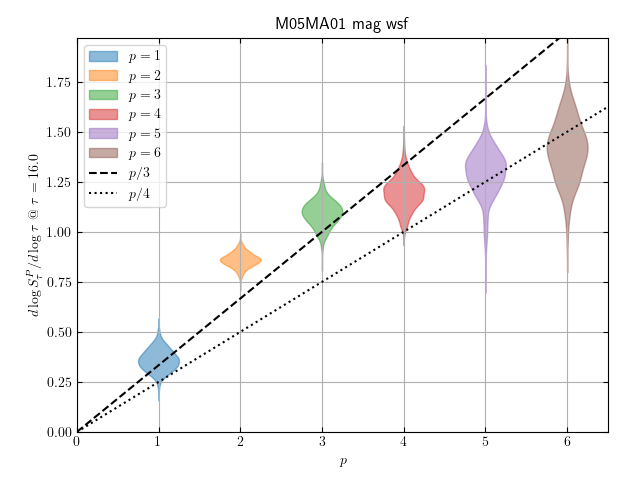 M05MA01 mag wsf
d log S_τ^P / d log τ @ τ = 16.0
1.75
1.50
1.25
1.00
0.75
0.50
0.25
0.00
p = 1
p = 2
p = 3
p = 4
p = 5
p = 6
p/3
p/4
0 1 2 3 4 5 6
p